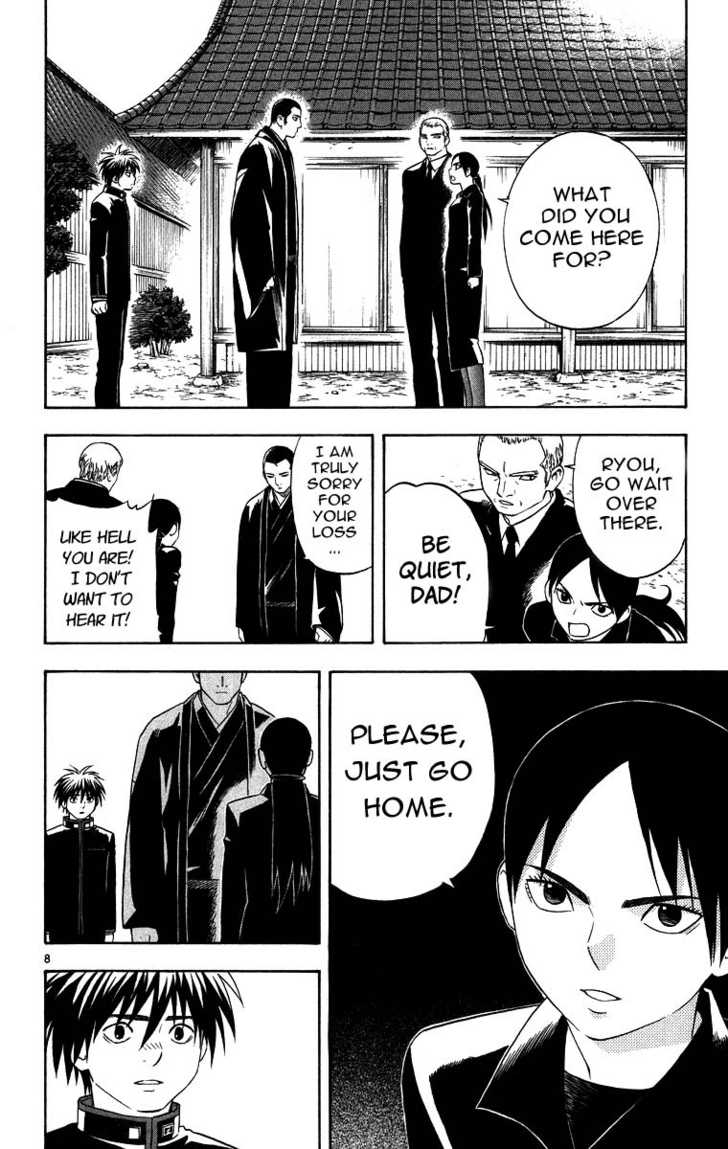 WHAT
DID YOU
COME HERE
FOR?
RYOU,
GO WAIT
OVER
THERE.
BE
QUIET,
DAD!
I AM
TRULY
SORRY
FOR
YOUR
LOSS
...
LIKE HELL
YOU ARE!
I DON'T
WANT TO
HEAR IT!
PLEASE,
JUST GO
HOME.
8